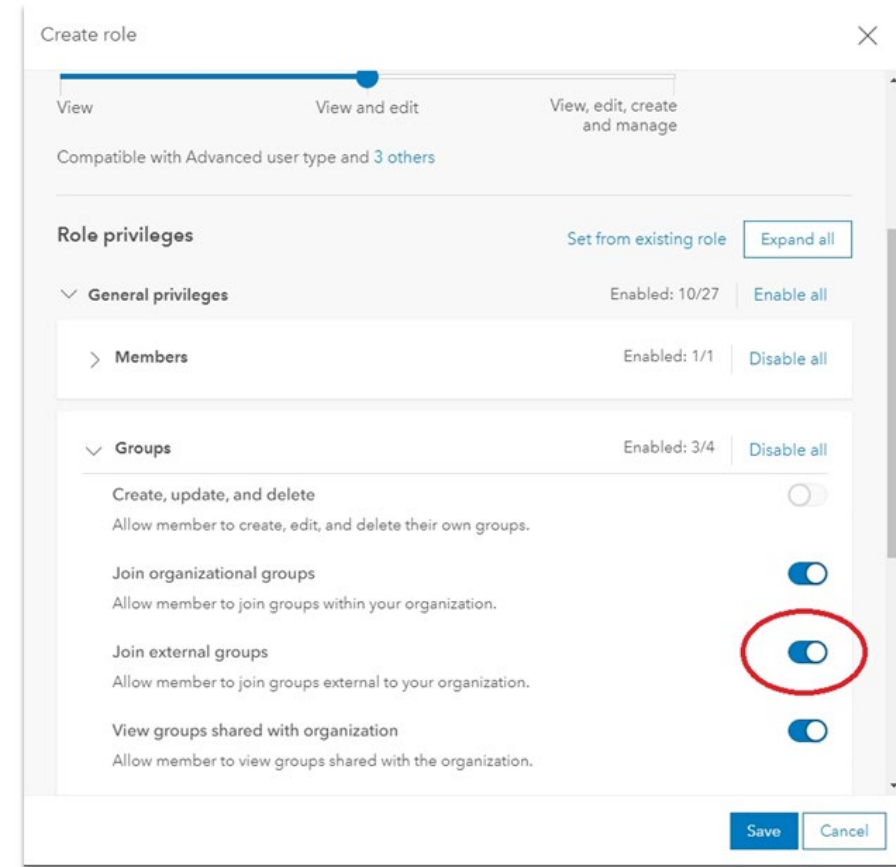 Create role
View
View and edit
View, edit, create
and manage
Compatible with Advanced user type and 3 others
Role privileges
Set from existing role
Expand all
General privileges
Enabled: 10/27
Enable all
Members
Enabled: 1/1
Disable all
Groups
Enabled: 3/4
Disable all
Create, update, and delete
Allow member to create, edit, and delete their own groups.
Join organizational groups
Allow member to join groups within your organization.
Join external groups
Allow member to join groups external to your organization.
View groups shared with organization
Allow member to view groups shared with the organization.
Save
Cancel